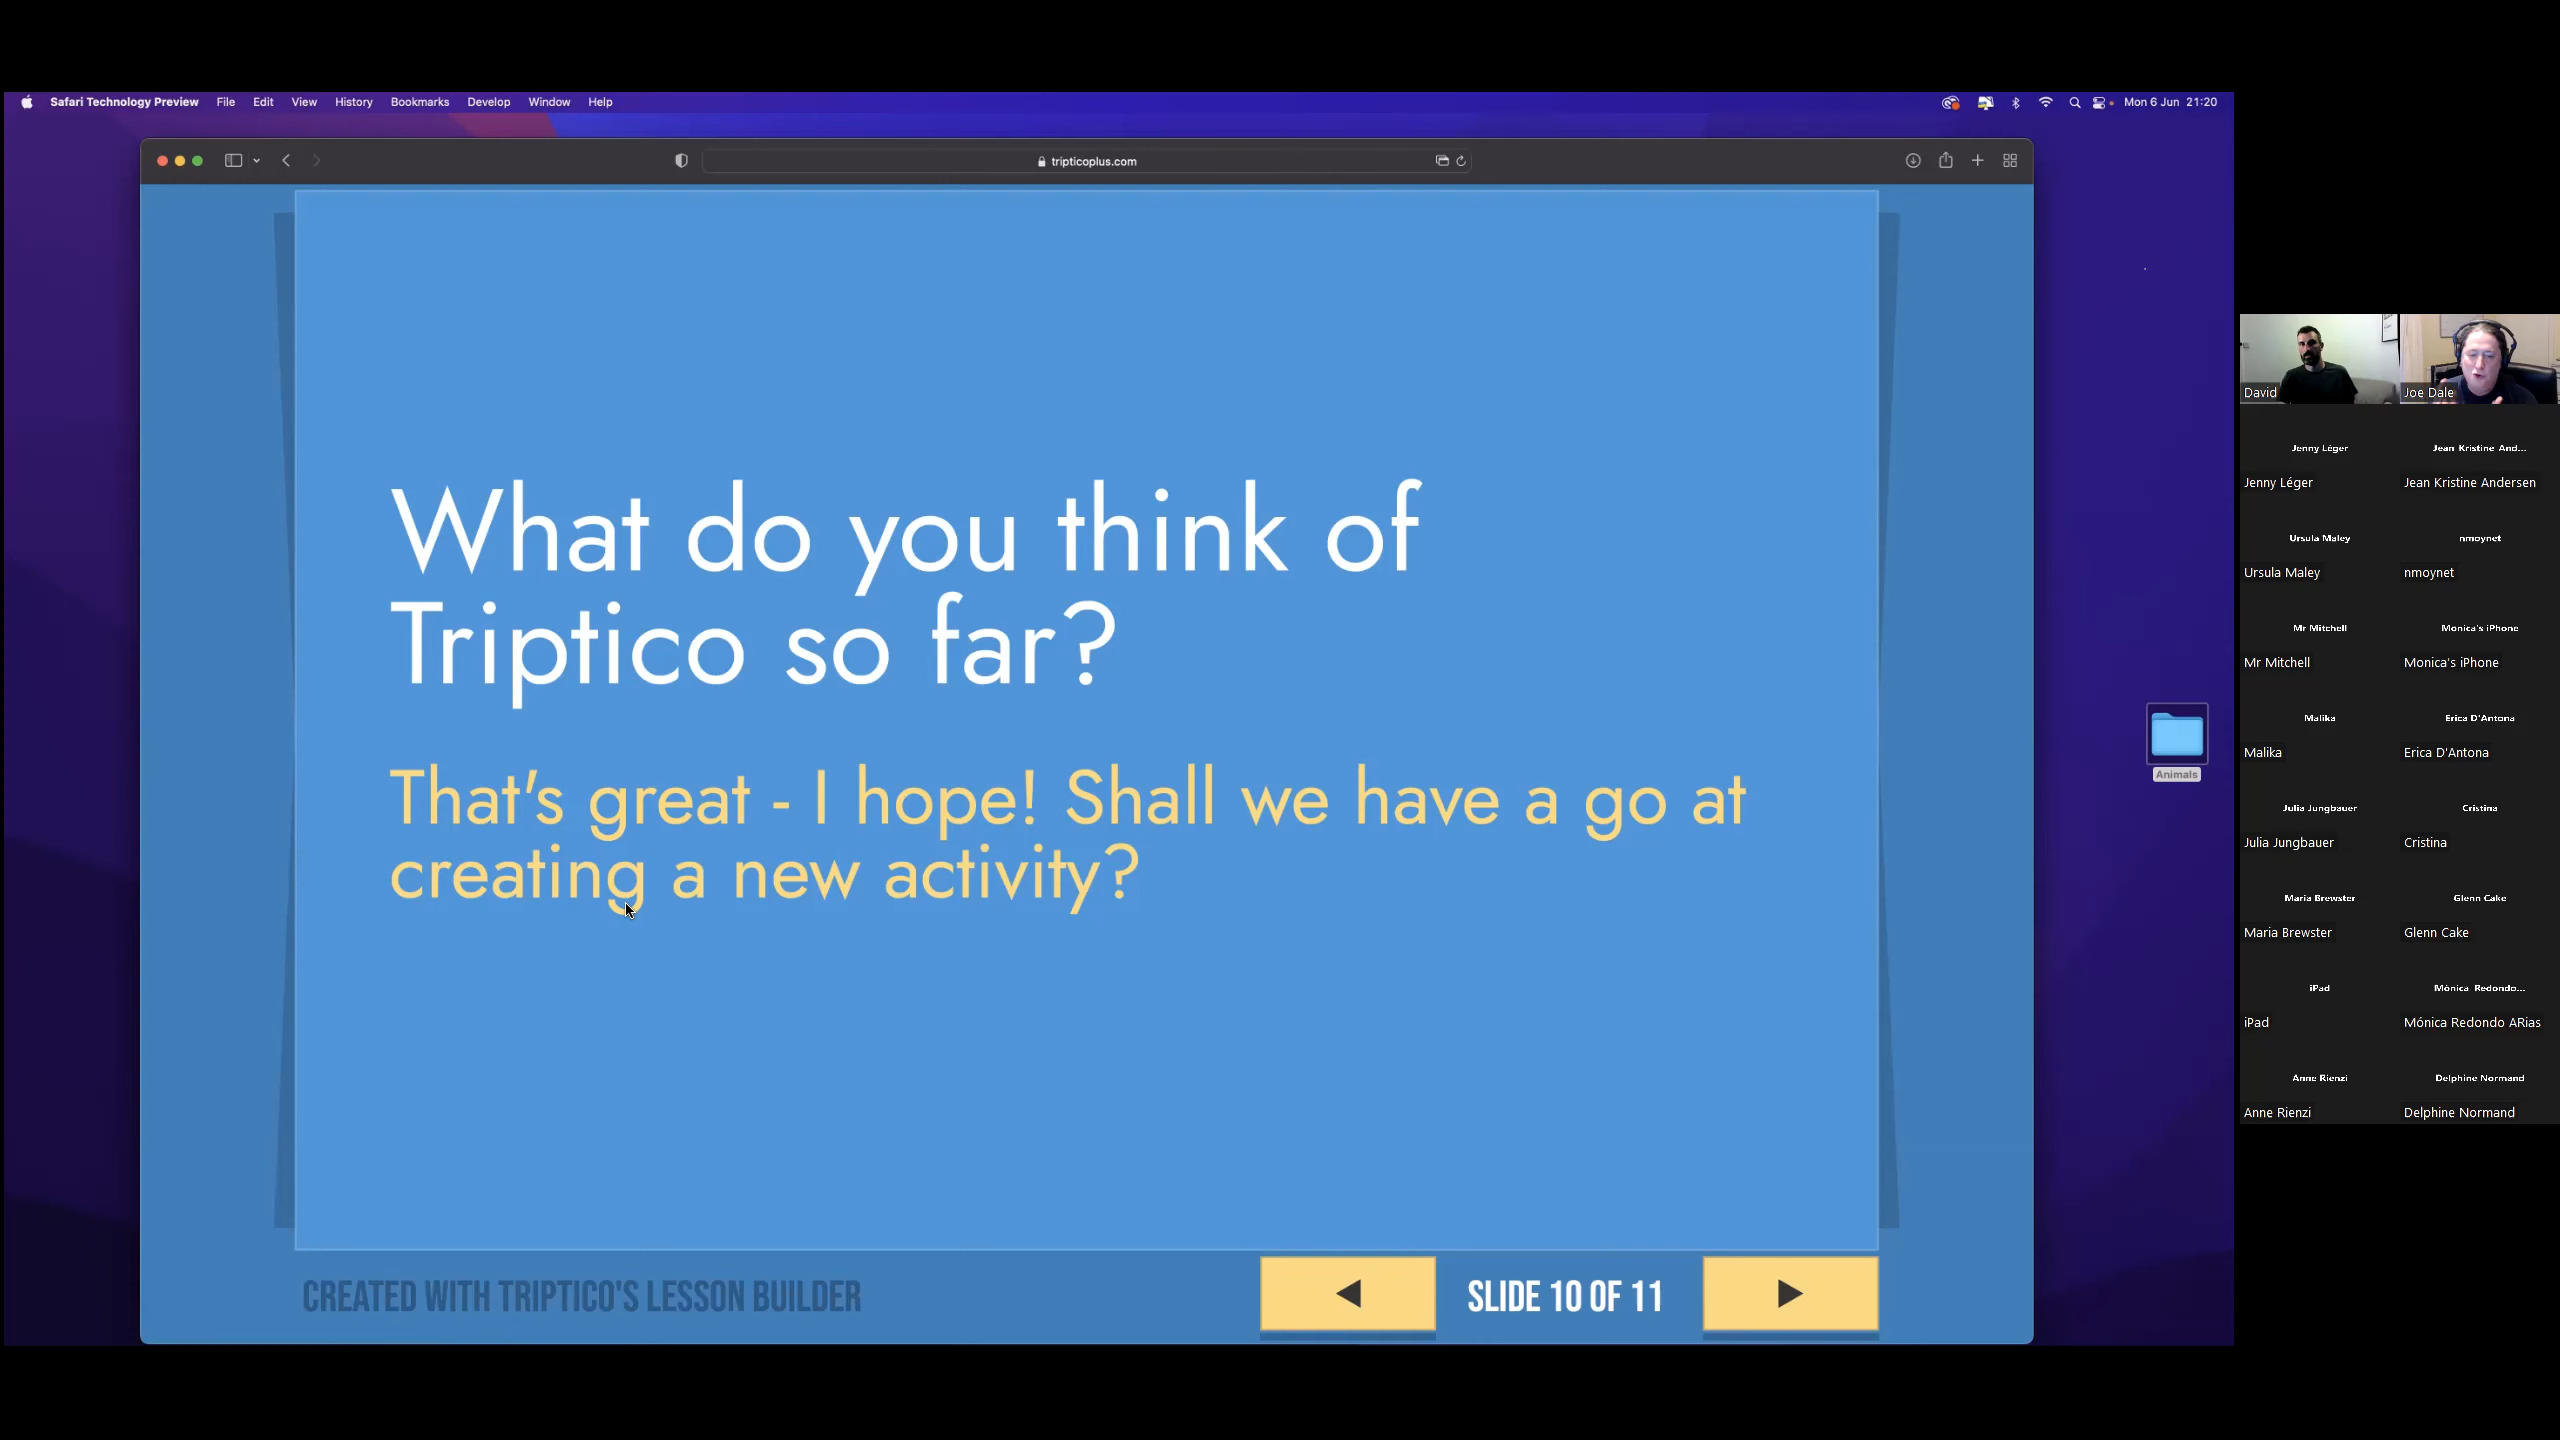 Safari Technology Preview File Edit View History Bookmarks Develop Window Help Mon 6 Jun 21:20
tripticoplus.com
What do you think of
Triptico so far?
That's great - I hope! Shall we have a go at
creating a new activity?
CREATED WITH TRIPTICO'S LESSON BUILDER
SLIDE 10 OF 11
Animals
David Joe Dale
Jenny Léger Jean Kristine And...
Jenny Léger Jean Kristine Andersen
Ursula Maley nmoynet
Ursula Maley nmoynet
Mr Mitchell Monica's iPhone
Mr Mitchell Monica's iPhone
Malika Erica D'Antona
Malika Erica D'Antona
Julia Jungbauer Cristina
Julia Jungbauer Cristina
Maria Brewster Glenn Cake
Maria Brewster Glenn Cake
iPad Mónica Redondo...
iPad Mónica Redondo ARias
Anne Rienzi Delphine Normand
Anne Rienzi Delphine Normand